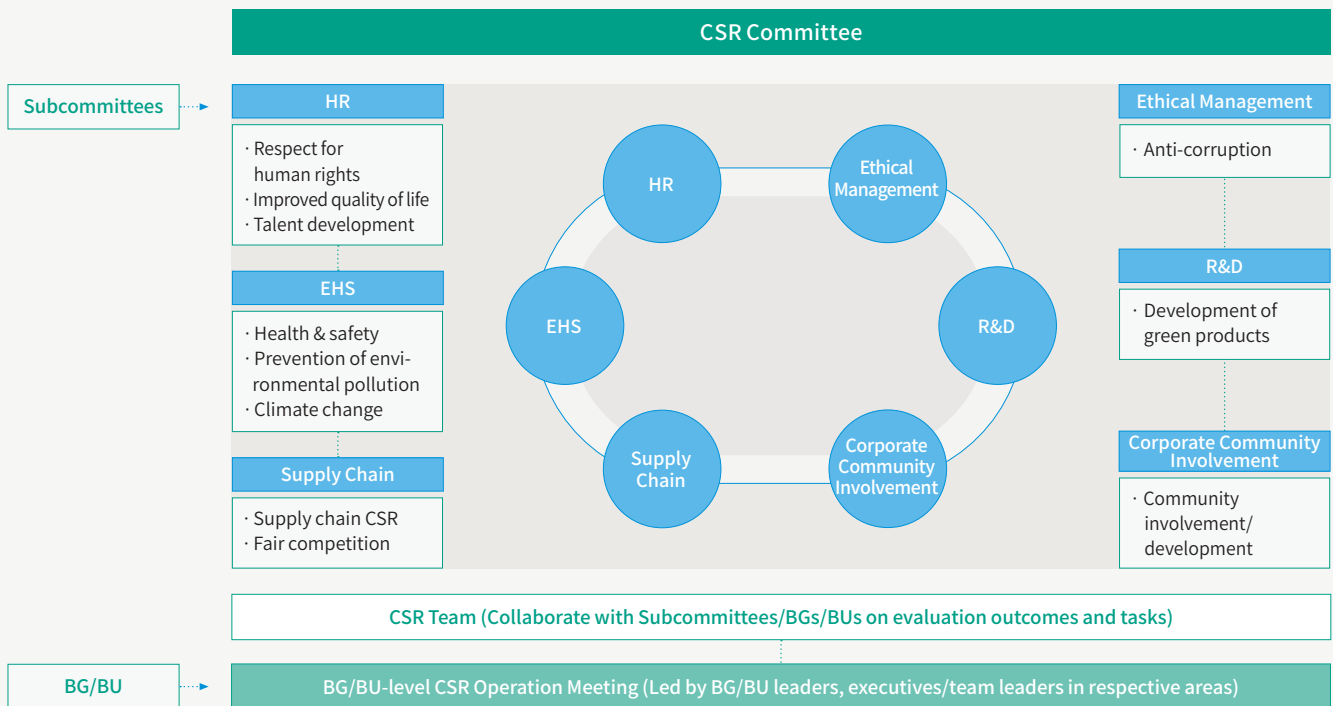 CSR Committee
Subcommittees
HR
· Respect for
human rights
· Improved quality of life
· Talent development
EHS
· Health & safety
· Prevention of envi-
ronmental pollution
· Climate change
Supply Chain
· Supply chain CSR
· Fair competition
HR
Ethical
Management
EHS
R&D
Supply
Chain
Corporate
Community
Involvement
Ethical Management
· Anti-corruption
R&D
· Development of
green products
Corporate Community
Involvement
· Community
involvement/
development
CSR Team (Collaborate with Subcommittees/BGs/BUs on evaluation outcomes and tasks)
BG/BU
BG/BU-level CSR Operation Meeting (Led by BG/BU leaders, executives/team leaders in respective areas)